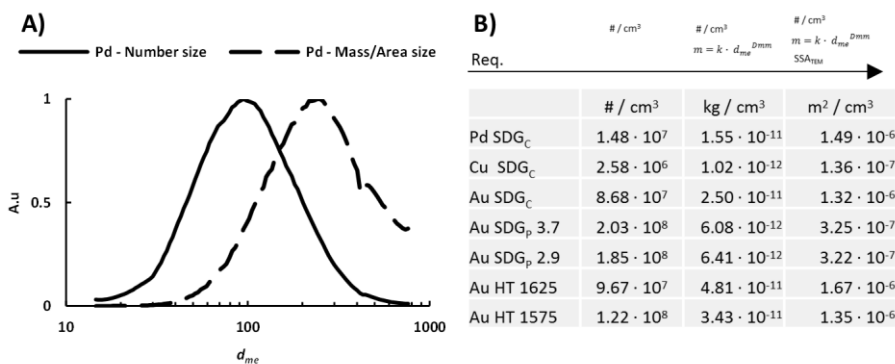 A)
Pd - Number size Pd - Mass/Area size
1
0.5
0
A.u
10 100 1000
d_me
B)
# / cm³ # / cm³ # / cm³
m = k · d_me^Dmm m = k · d_me^Dmm
SSA_TEM
Req.
# / cm³ kg / cm³ m² / cm³
Pd SDG_C 1.48 · 10⁷ 1.55 · 10⁻¹¹ 1.49 · 10⁻⁶
Cu SDG_C 2.58 · 10⁶ 1.02 · 10⁻¹² 1.36 · 10⁻⁷
Au SDG_C 8.68 · 10⁷ 2.50 · 10⁻¹¹ 1.32 · 10⁻⁶
Au SDG_P 3.7 2.03 · 10⁸ 6.08 · 10⁻¹² 3.25 · 10⁻⁷
Au SDG_P 2.9 1.85 · 10⁸ 6.41 · 10⁻¹² 3.22 · 10⁻⁷
Au HT 1625 9.67 · 10⁷ 4.81 · 10⁻¹¹ 1.67 · 10⁻⁶
Au HT 1575 1.22 · 10⁸ 3.43 · 10⁻¹¹ 1.35 · 10⁻⁶